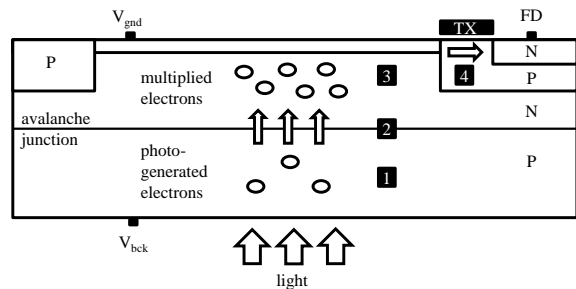 V_gnd
TX
FD
P
multiplied
electrons
3
4
N
P
avalanche
junction
2
N
photo-
generated
electrons
1
P
V_bck
light